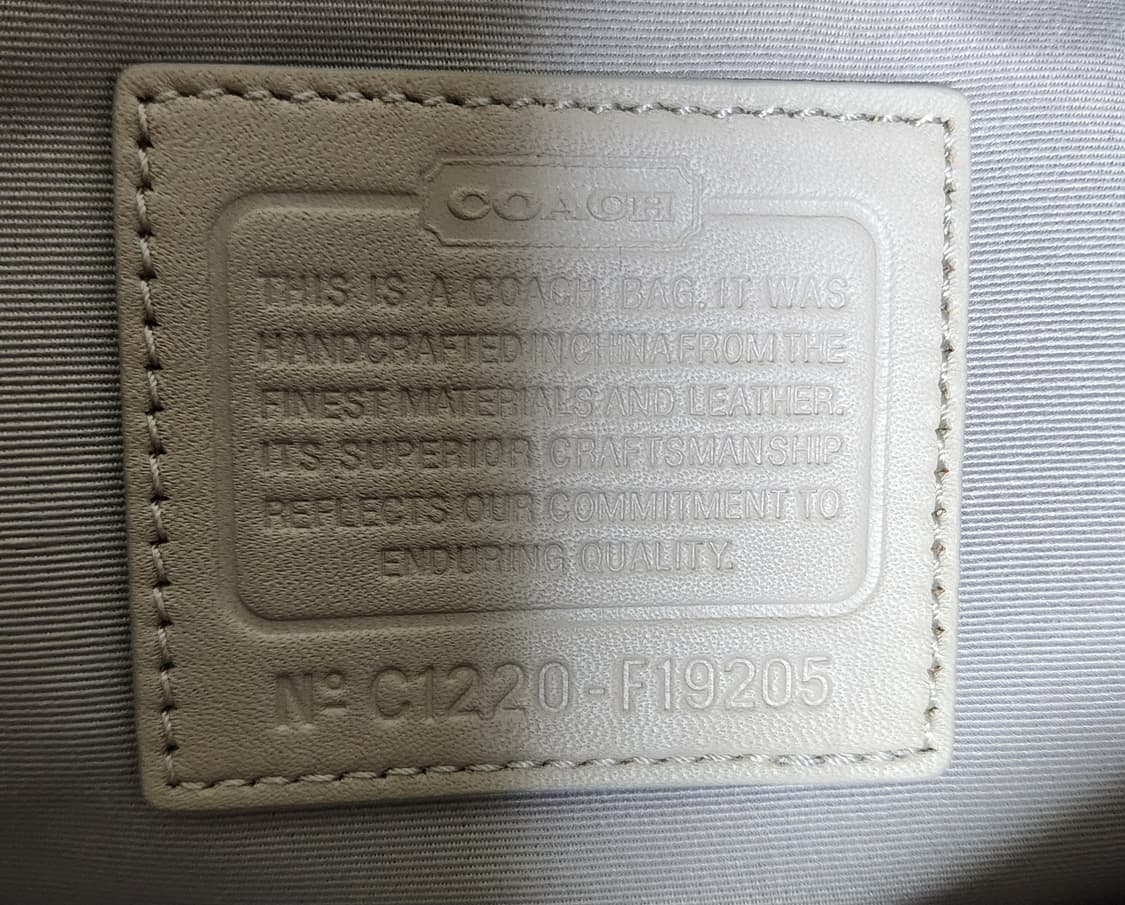 COACH
THIS IS A COACH BAG. IT WAS
HANDCRAFTED IN CHINA FROM THE
FINEST MATERIALS AND LEATHER.
ITS SUPERIOR CRAFTSMANSHIP
REFLECTS OUR COMMITMENT TO
ENDURING QUALITY.
Nº C1220-F19205